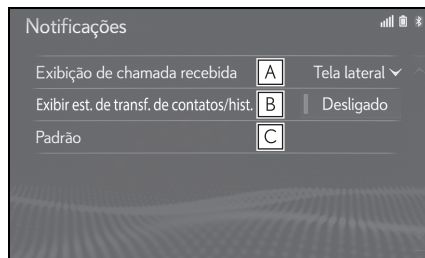 Notificações
Exibição de chamada recebida A Tela lateral
Exibir est. de transf. de contatos/hist. B Desligado
Padrão C